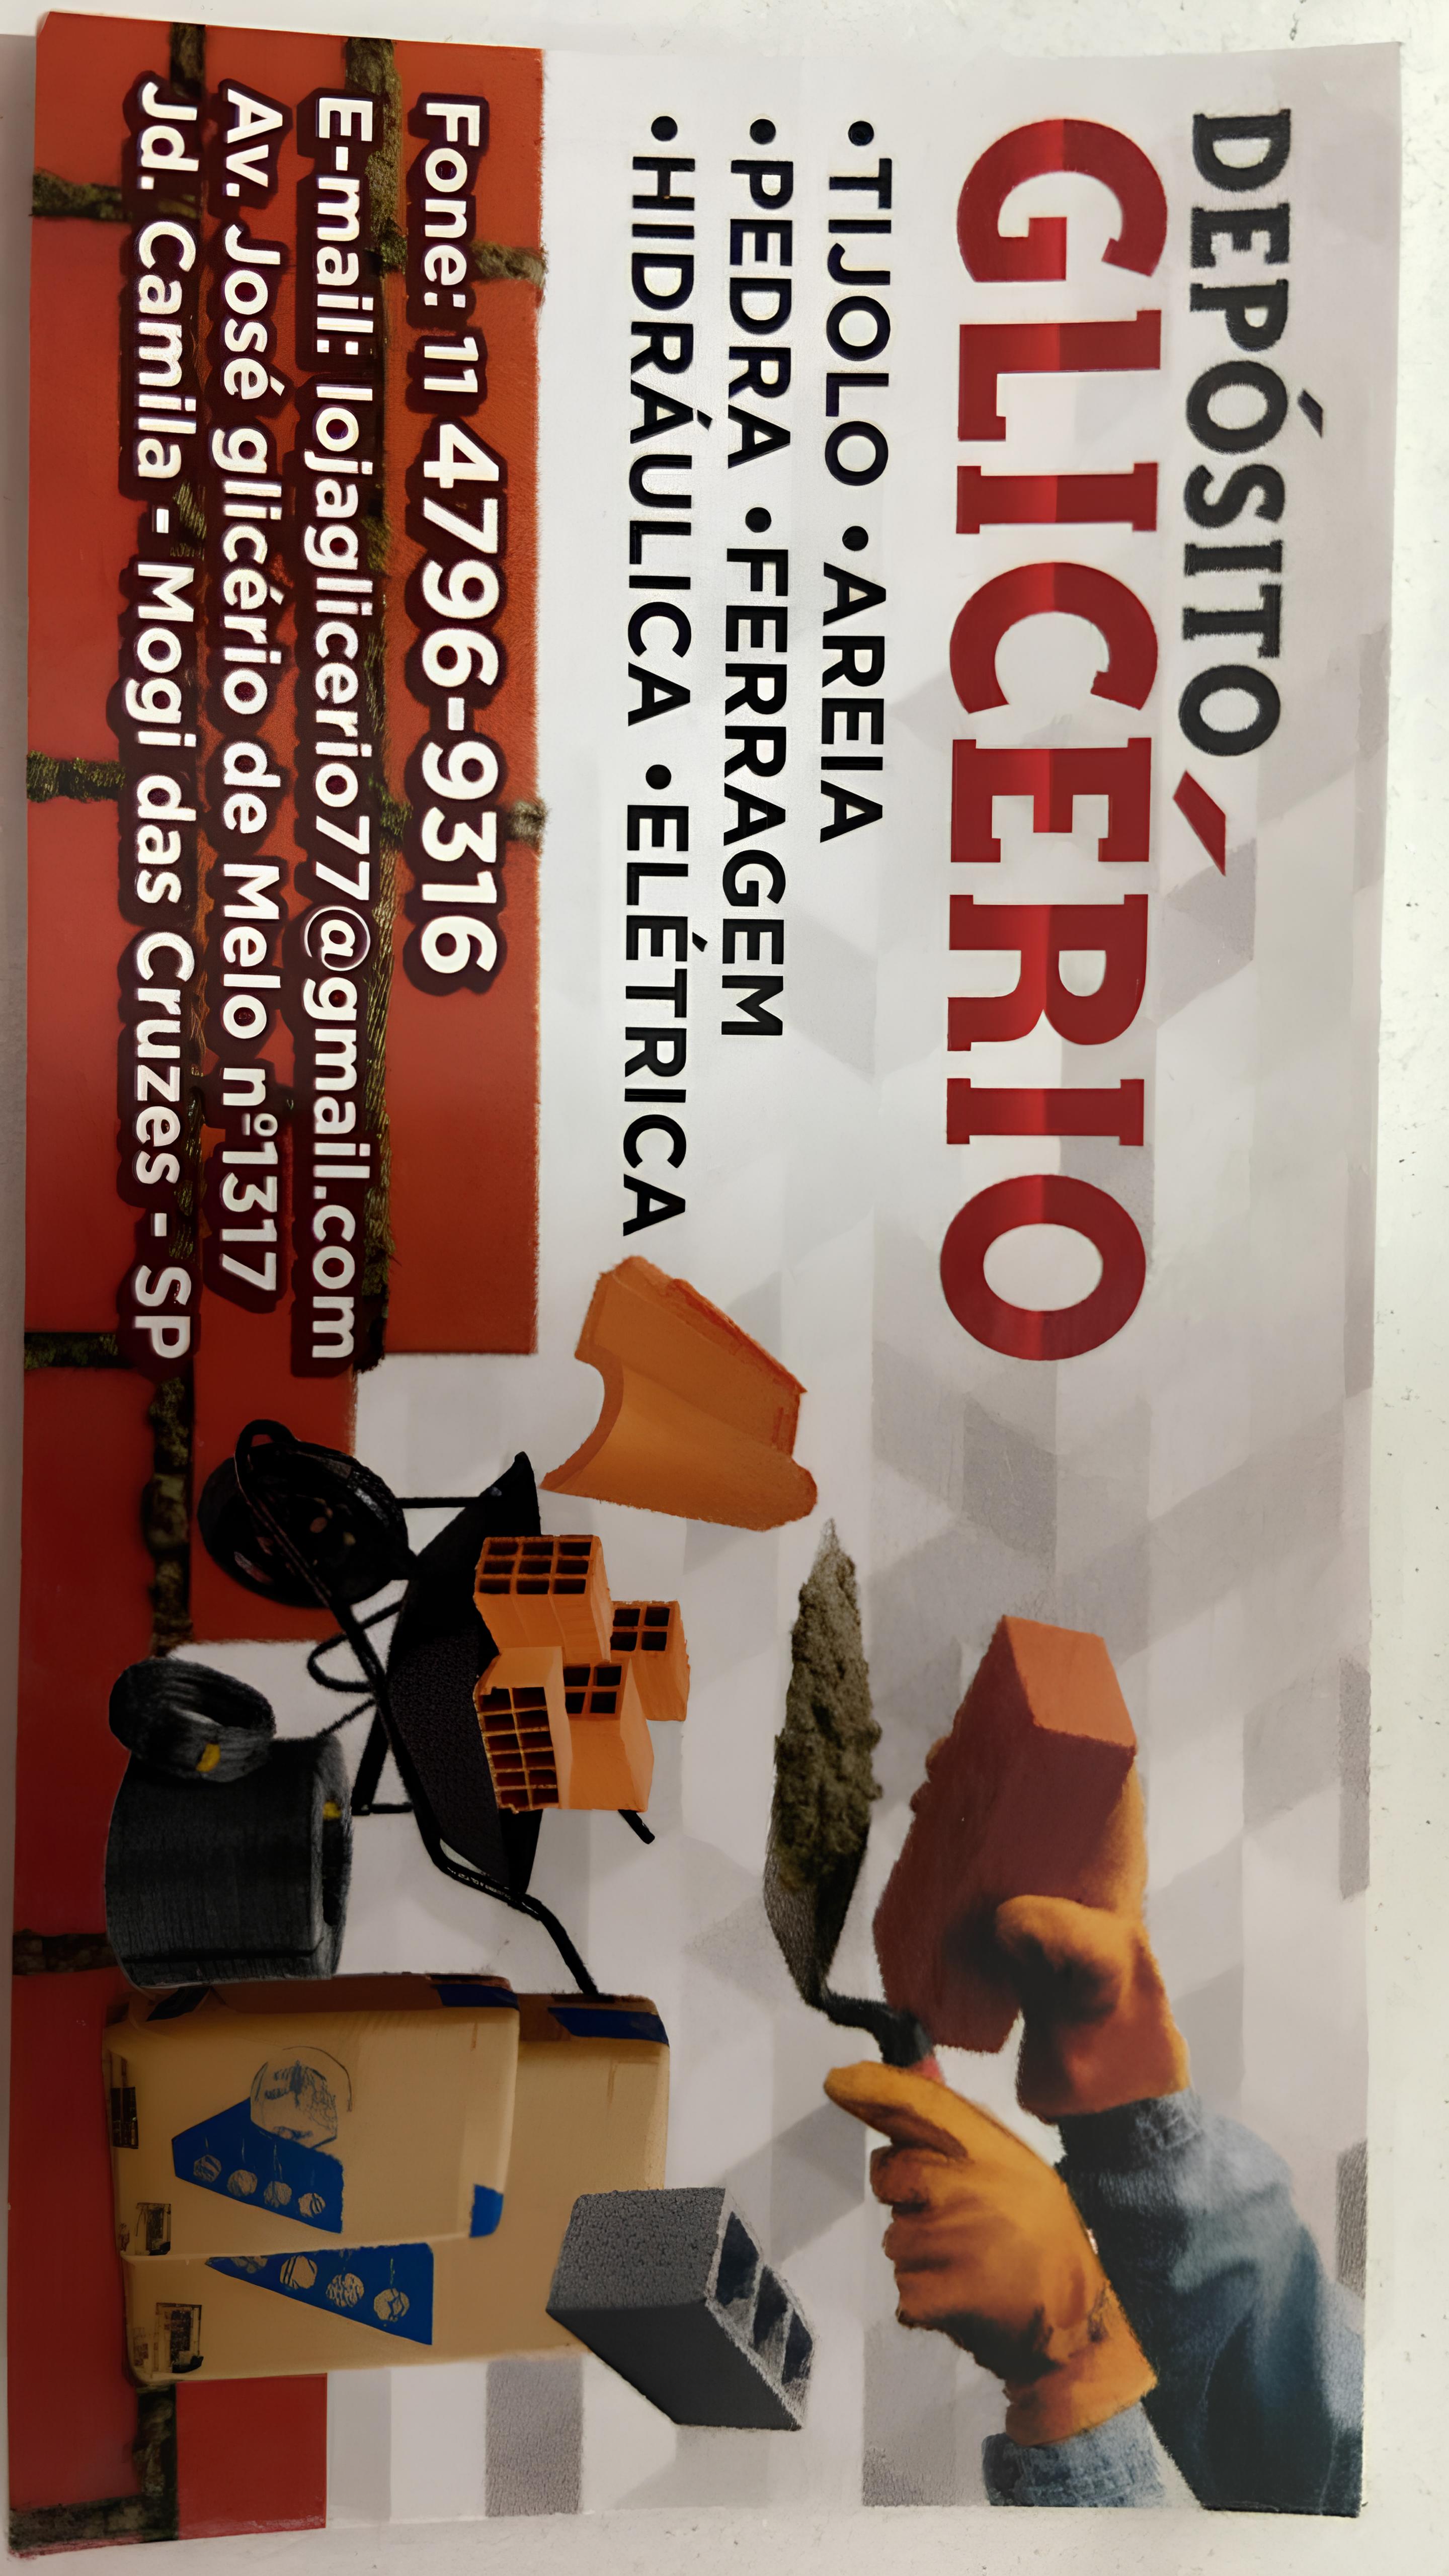 DEPÓSITO
GLICÉRIO
•TIJOLO •AREIA
•PEDRA •FERRAGEM
•HIDRÁULICA •ELÉTRICA
Fone: 11 4796-9316
E-mail: lojaglicerio77@gmail.com
Av. José glicério de Melo nº1317
Jd. Camila - Mogi das Cruzes - SP